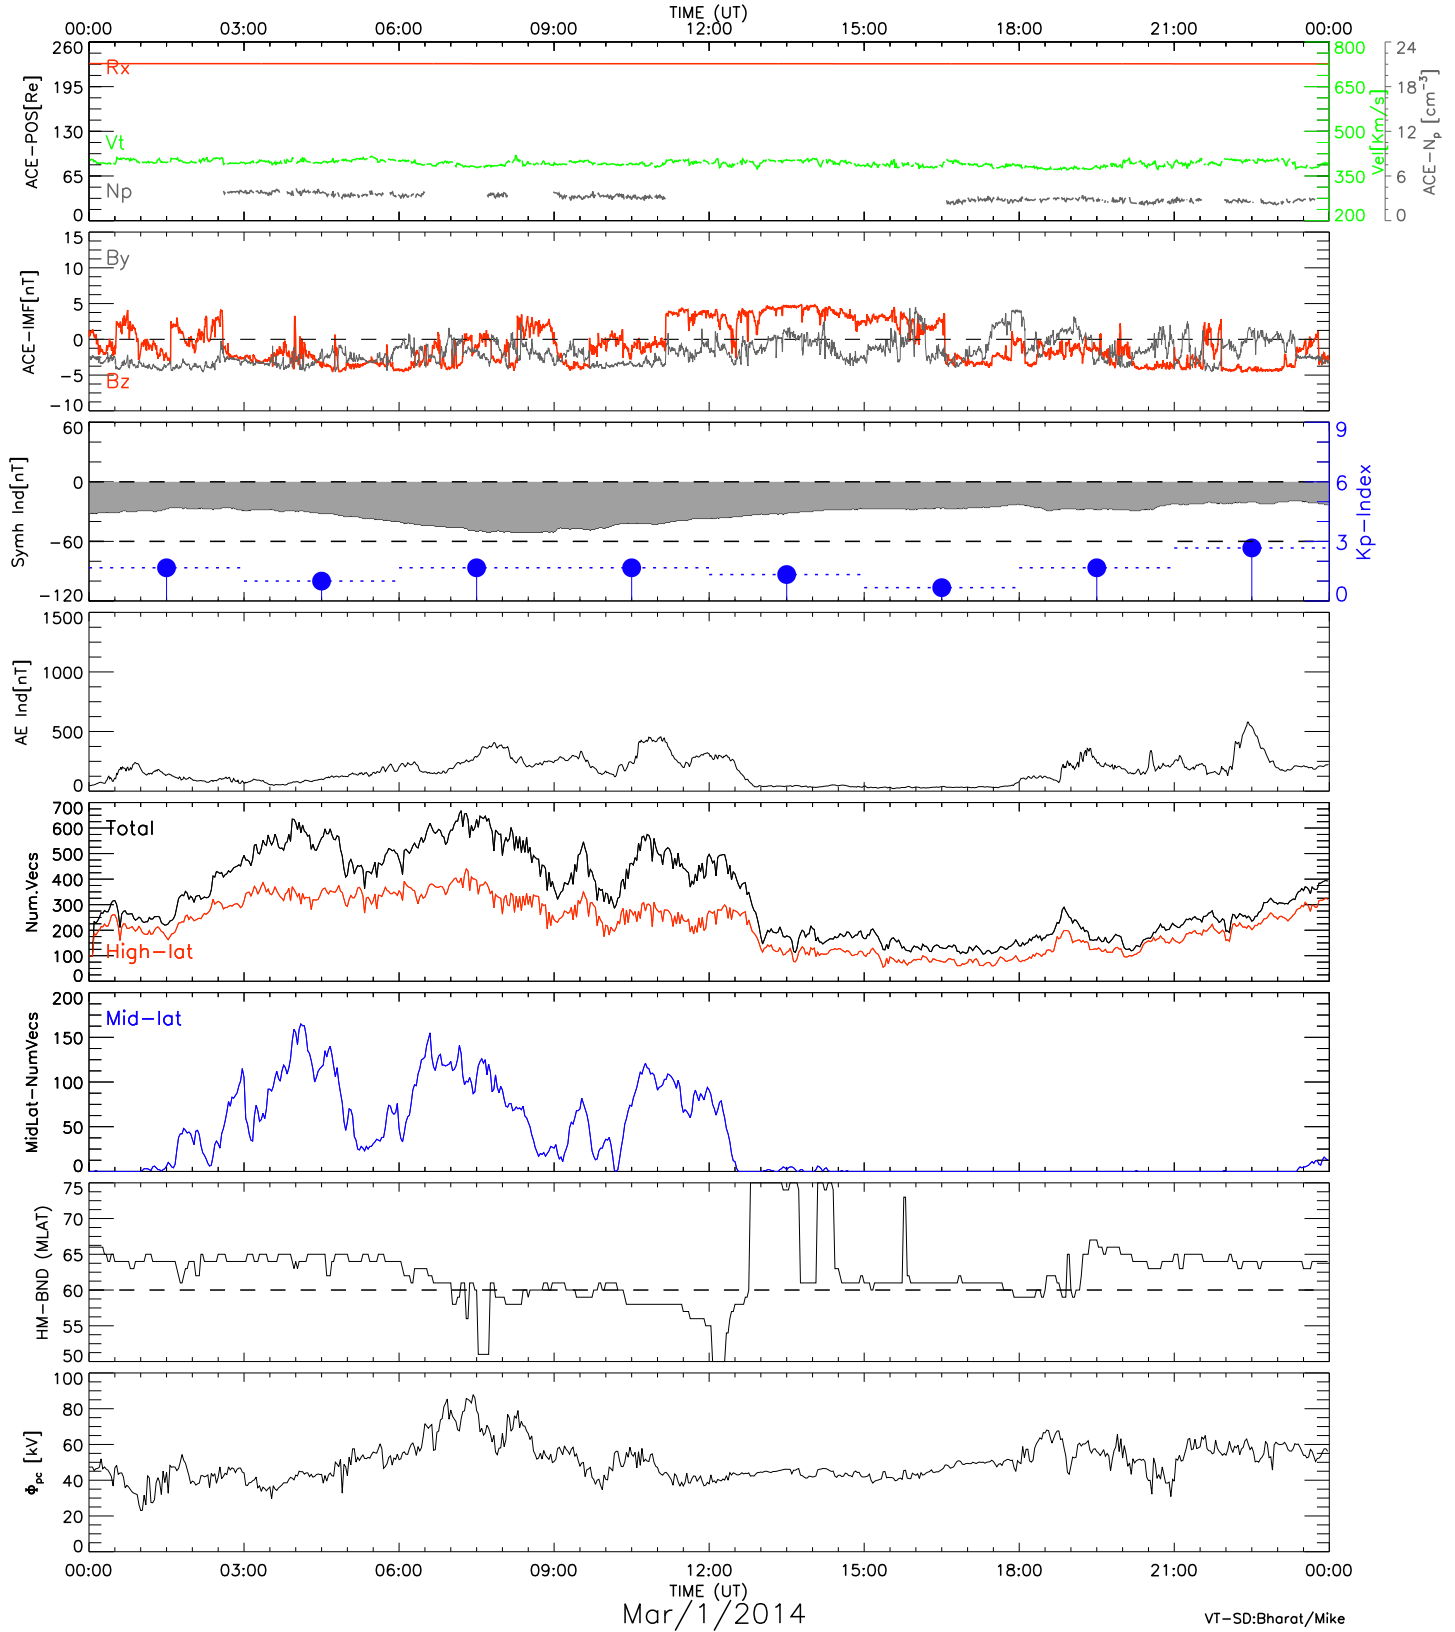 TIME (UT)
00:00 03:00 06:00 09:00 12:00 15:00 18:00 21:00 00:00
260 195 130 65 0
ACE-POS[Re]
Rx
Vt
Np
800 650 500 350 200
Vel[Km/s]
24 18 12 6 0
ACE-Np [cm-3]
15 10 5 0 -5 -10
ACE-IMF[nT]
By
Bz
60 0 -60 -120
Symh Ind[nT]
9 6 3 0
Kp-Index
1500 1000 500 0
AE Ind[nT]
700 600 500 400 300 200 100 0
Num.Vecs
Total
High-lat
200 150 100 50 0
MidLat-NumVecs
Mid-lat
75 70 65 60 55 50
HM-BND (MLAT)
100 80 60 40 20 0
Φpc [kV]
00:00 03:00 06:00 09:00 12:00 15:00 18:00 21:00 00:00
TIME (UT)
Mar/1/2014
VT-SD:Bharat/Mike